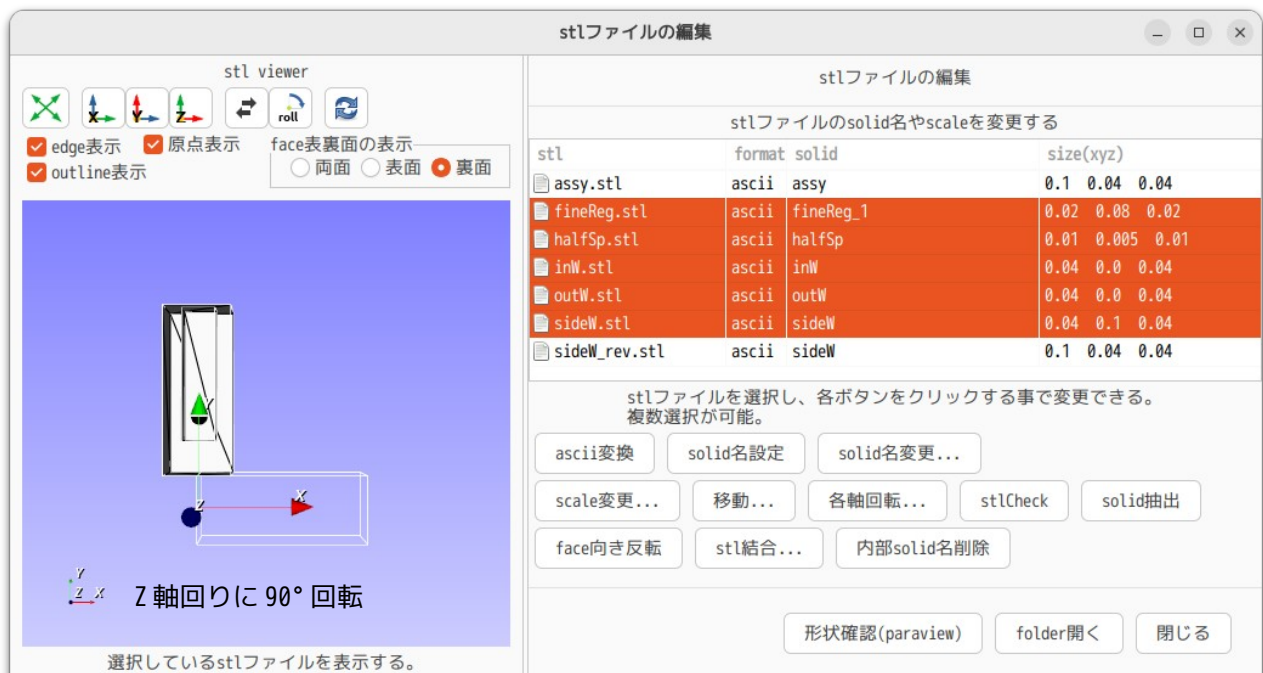 stlファイルの編集
stl viewer
X
Y
Z
roll
edge表示
原点表示
outline表示
face表裏面の表示
両面
表面
裏面
Y
Z
X
Y
Z X
Z軸回りに90°回転
選択しているstlファイルを表示する。
stlファイルの編集
stlファイルのsolid名やscaleを変更する
stl format solid size(xyz)
assy.stl ascii assy 0.1 0.04 0.04
fineReg.stl ascii fineReg_1 0.02 0.08 0.02
halfSp.stl ascii halfSp 0.01 0.005 0.01
inW.stl ascii inW 0.04 0.0 0.04
outW.stl ascii outW 0.04 0.0 0.04
sideW.stl ascii sideW 0.04 0.1 0.04
sideW_rev.stl ascii sideW 0.1 0.04 0.04
stlファイルを選択し、各ボタンをクリックする事で変更できる。
複数選択が可能。
ascii変換 solid名設定 solid名変更...
scale変更... 移動... 各軸回転... stlCheck solid抽出
face向き反転 stl結合... 内部solid名削除
形状確認(paraview) folder開く 閉じる